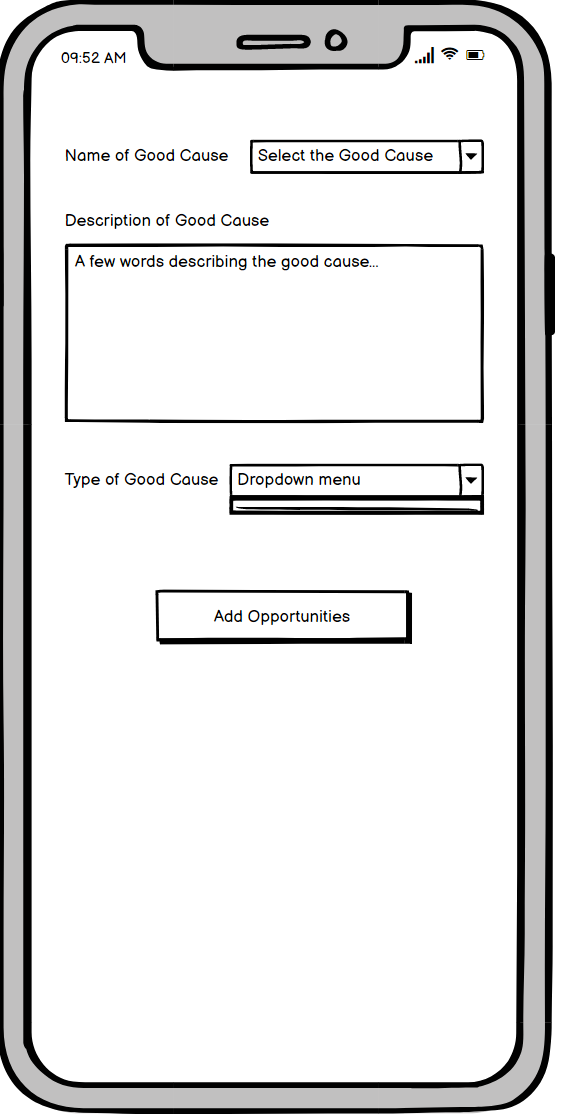 09:52 AM
Name of Good Cause
Select the Good Cause
Description of Good Cause
A few words describing the good cause...
Type of Good Cause
Dropdown menu
Add Opportunities